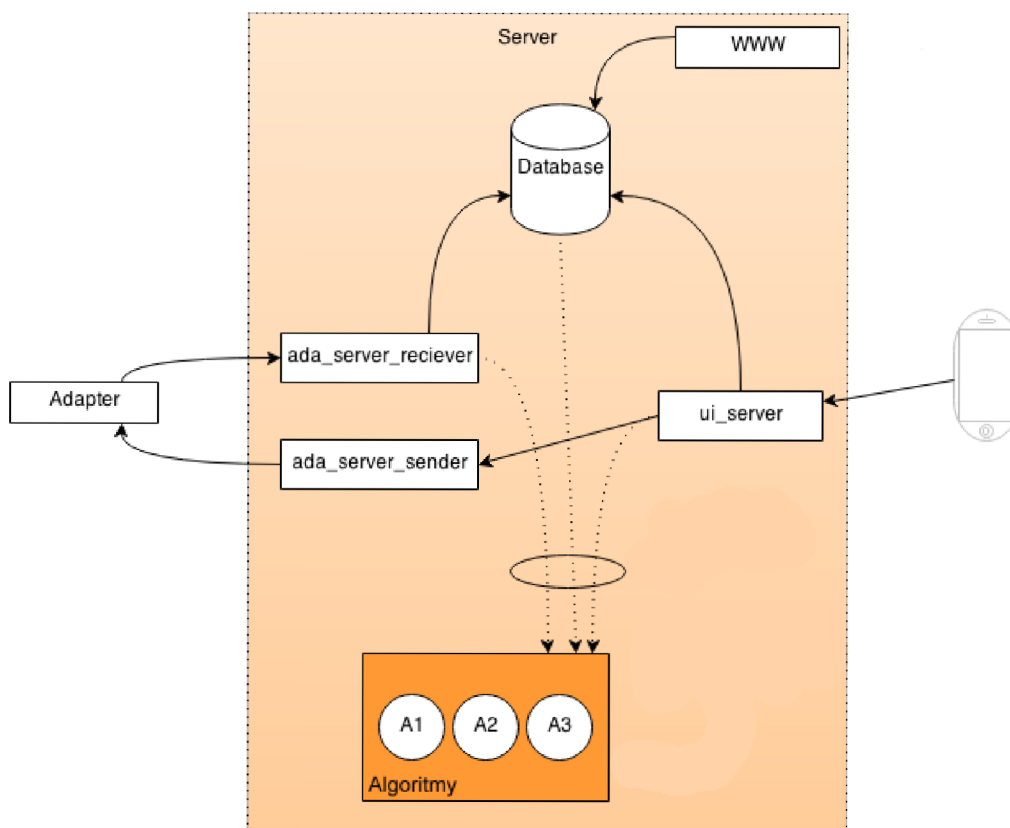 Server
WWW
Database
ada_server_reciever
Adapter
ui_server
ada_server_sender
A1
A2
A3
Algoritmy